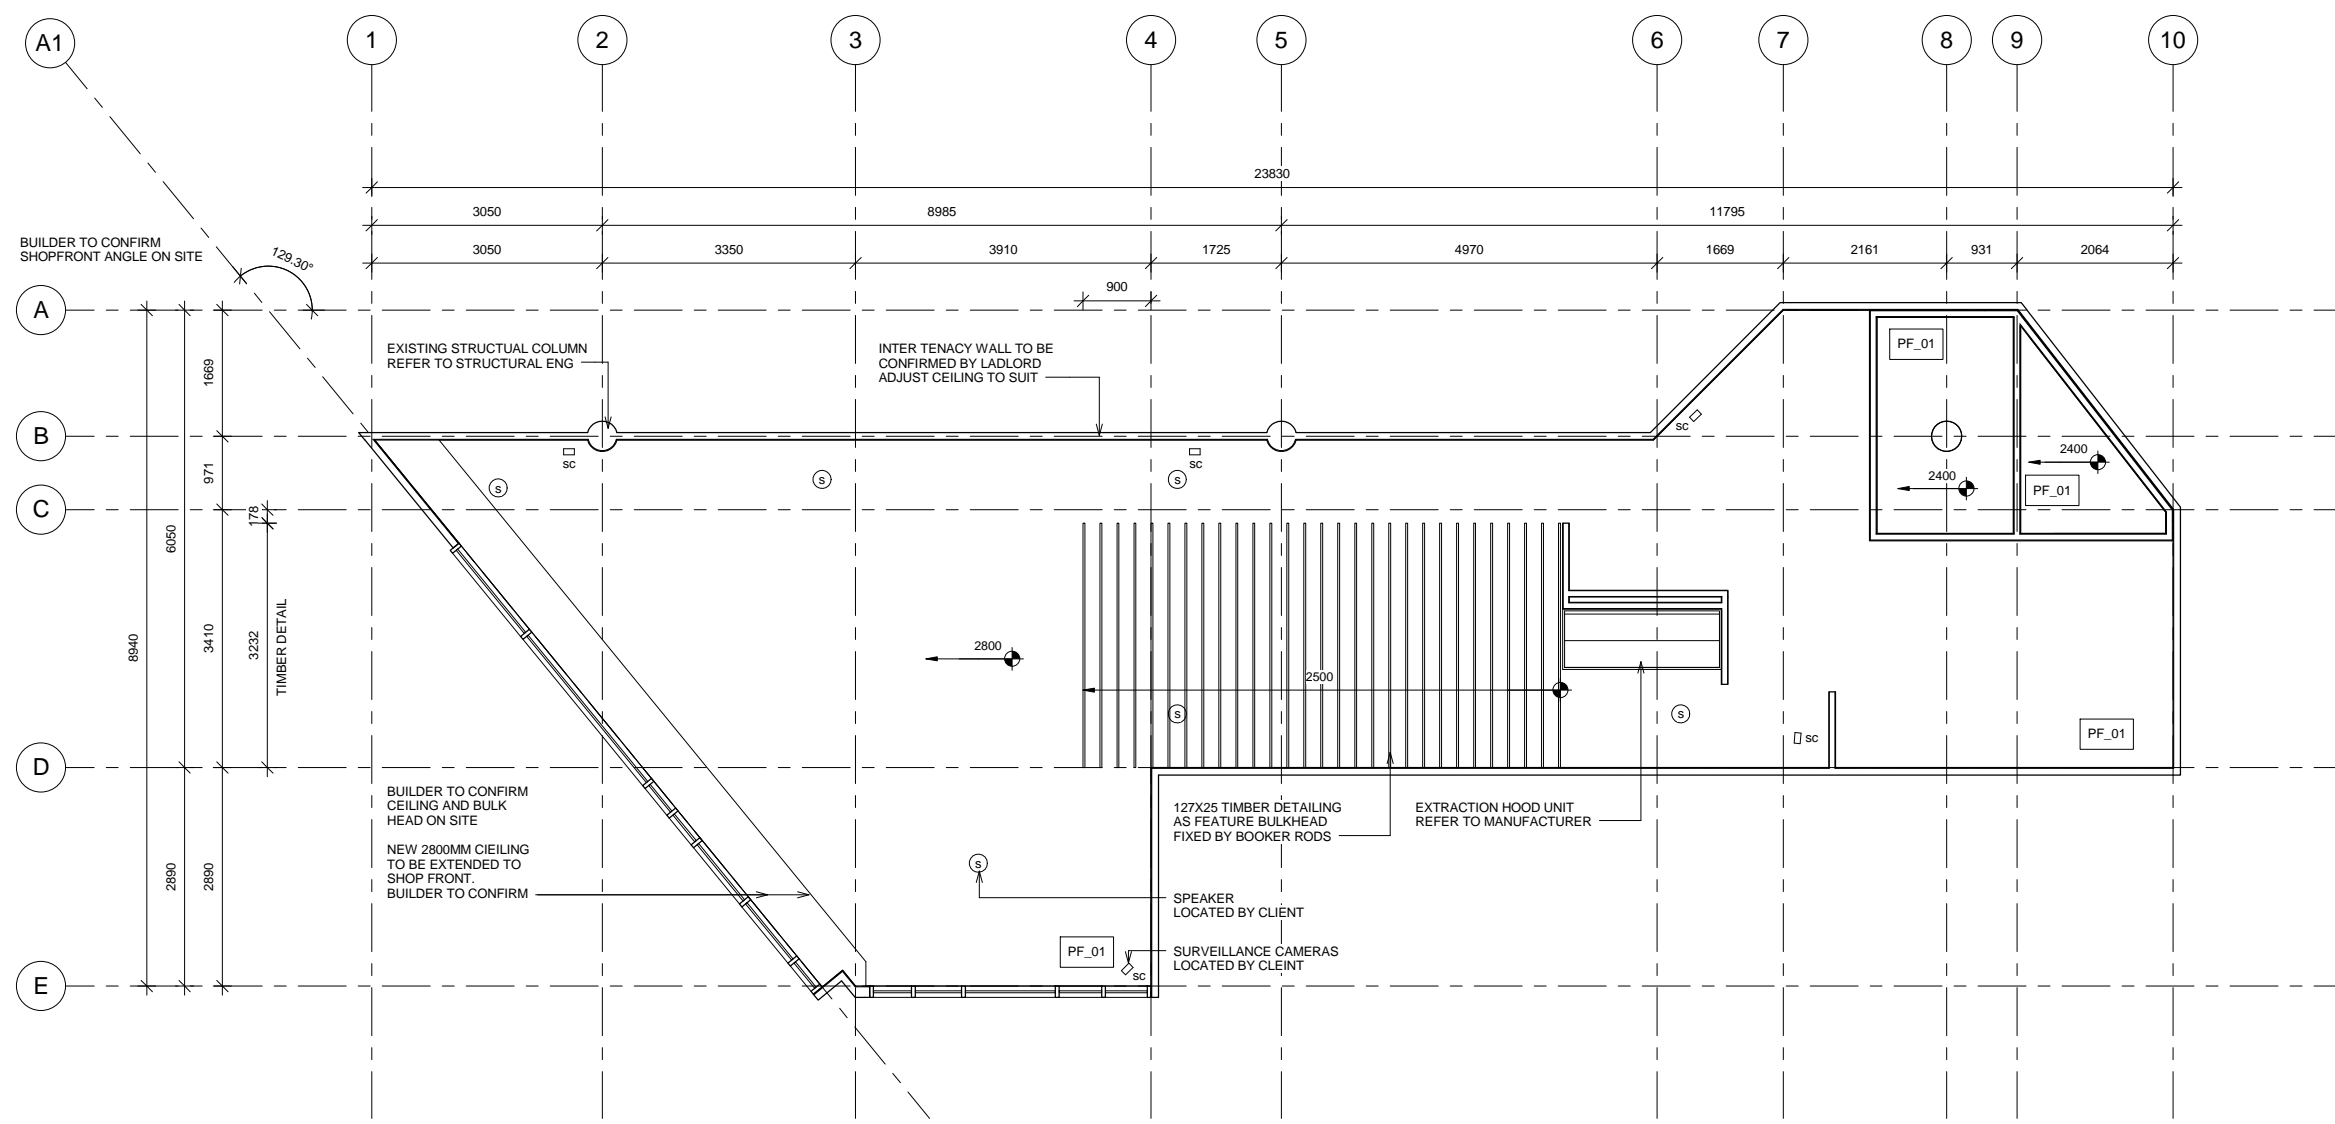 A1
1
2
3
4
5
6
7
8
9
10
23830
3050
8985
11795
3050
3350
3910
1725
4970
1669
2161
931
2064
900
BUILDER TO CONFIRM
SHOPFRONT ANGLE ON SITE
129.30°
A
B
C
D
E
8940
6050
2890
1669
971
3410
2890
178
3232
TIMBER DETAIL
EXISTING STRUCTUAL COLUMN
REFER TO STRUCTURAL ENG
INTER TENACY WALL TO BE
CONFIRMED BY LADLORD
ADJUST CEILING TO SUIT
PF_01
sc
sc
sc
s
s
s
2400
2400
PF_01
2800
2500
s
s
sc
PF_01
BUILDER TO CONFIRM
CEILING AND BULK
HEAD ON SITE
NEW 2800MM CIEILING
TO BE EXTENDED TO
SHOP FRONT.
BUILDER TO CONFIRM
127X25 TIMBER DETAILING
AS FEATURE BULKHEAD
FIXED BY BOOKER RODS
EXTRACTION HOOD UNIT
REFER TO MANUFACTURER
s
SPEAKER
LOCATED BY CLIENT
PF_01
sc
SURVEILLANCE CAMERAS
LOCATED BY CLEINT